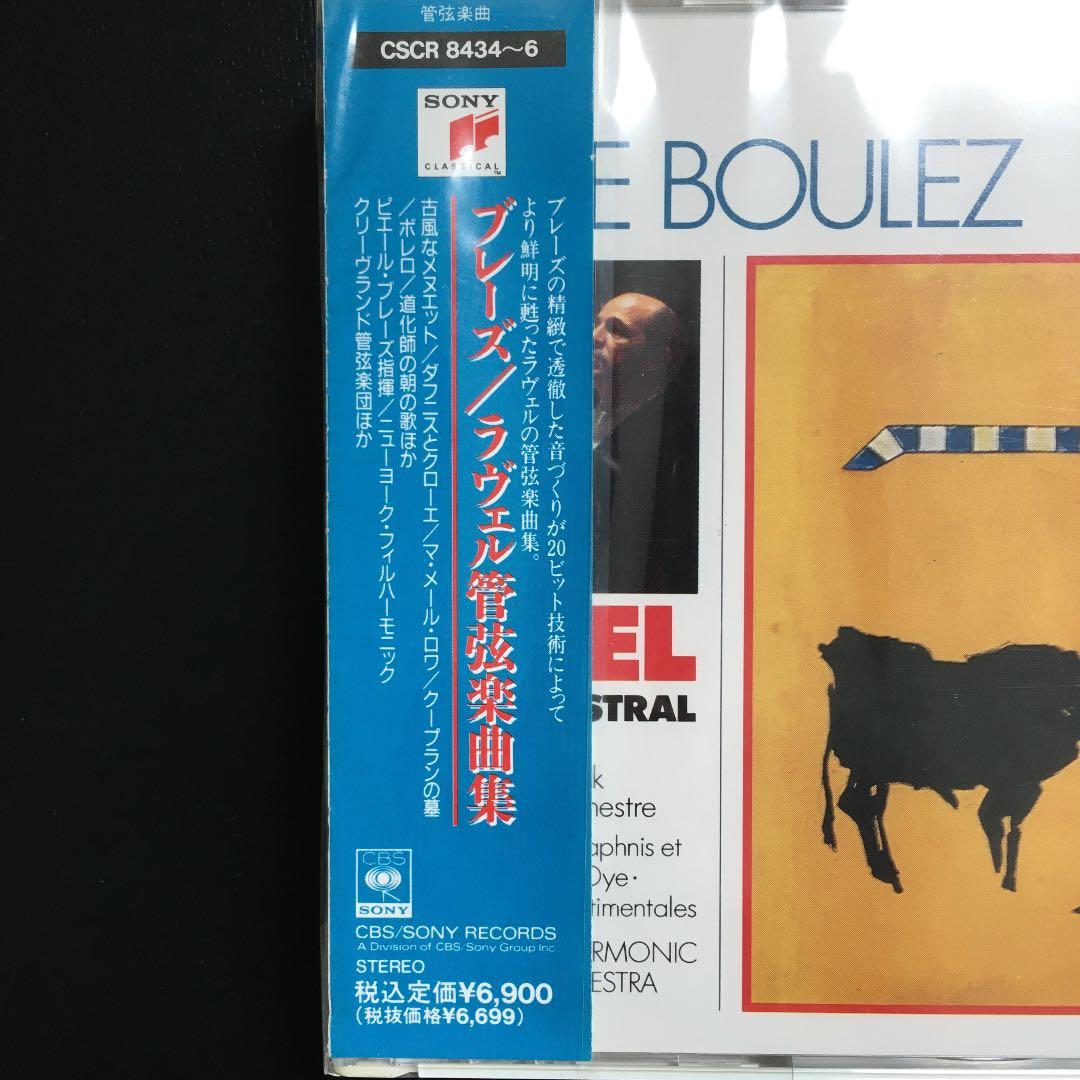 管弦楽曲
CSCR 8434～6
SONY
CLASSICAL™
ブレーズの精緻で透徹した音づくりが20ビット技術によって
より鮮明に甦ったラヴェルの管弦楽曲集。
ブレーズ／ラヴェル管弦楽曲集
古風なメヌエット／ダフニスとクローエ／マ・メール・ロワ／クープランの墓
／ボレロ／道化師の朝の歌ほか
ピエール・ブレーズ指揮／ニューヨーク・フィルハーモニック
クリーヴランド管弦楽団ほか
CBS
SONY
CBS/SONY RECORDS
A Division of CBS/Sony Group Inc.
STEREO
税込定価¥6,900
(税抜価格¥6,699)
E BOULEZ
EL
STRAL
k
hestre
aphnis et
Oye·
timentales
ERMONIC
ESTRA